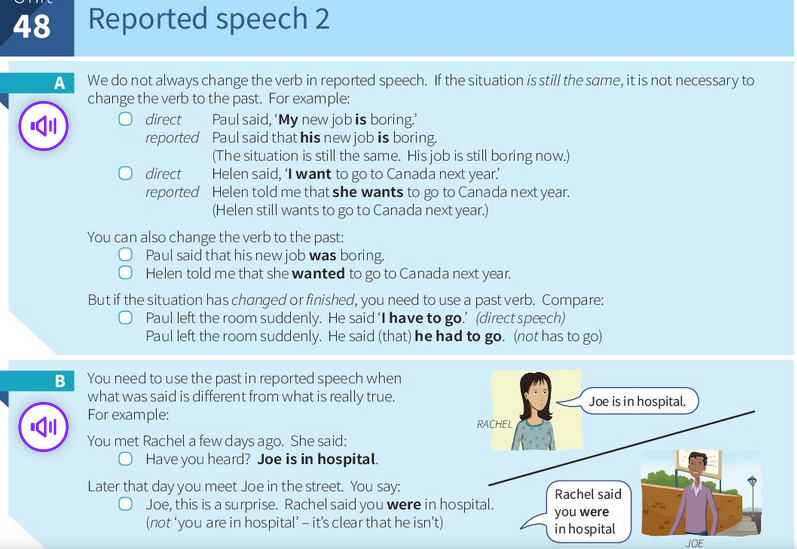 Unit
48
Reported speech 2
A
We do not always change the verb in reported speech. If the situation is still the same, it is not necessary to
change the verb to the past. For example:
direct Paul said, ‘My new job is boring.’
reported Paul said that his new job is boring.
(The situation is still the same. His job is still boring now.)
direct Helen said, ‘I want to go to Canada next year.’
reported Helen told me that she wants to go to Canada next year.
(Helen still wants to go to Canada next year.)
You can also change the verb to the past:
Paul said that his new job was boring.
Helen told me that she wanted to go to Canada next year.
But if the situation has changed or finished, you need to use a past verb. Compare:
Paul left the room suddenly. He said ‘I have to go.’ (direct speech)
Paul left the room suddenly. He said (that) he had to go. (not has to go)
B
You need to use the past in reported speech when
what was said is different from what is really true.
For example:
You met Rachel a few days ago. She said:
Have you heard? Joe is in hospital.
Later that day you meet Joe in the street. You say:
Joe, this is a surprise. Rachel said you were in hospital.
(not ‘you are in hospital’ – it’s clear that he isn’t)
RACHEL
Joe is in hospital.
Rachel said
you were
in hospital
JOE